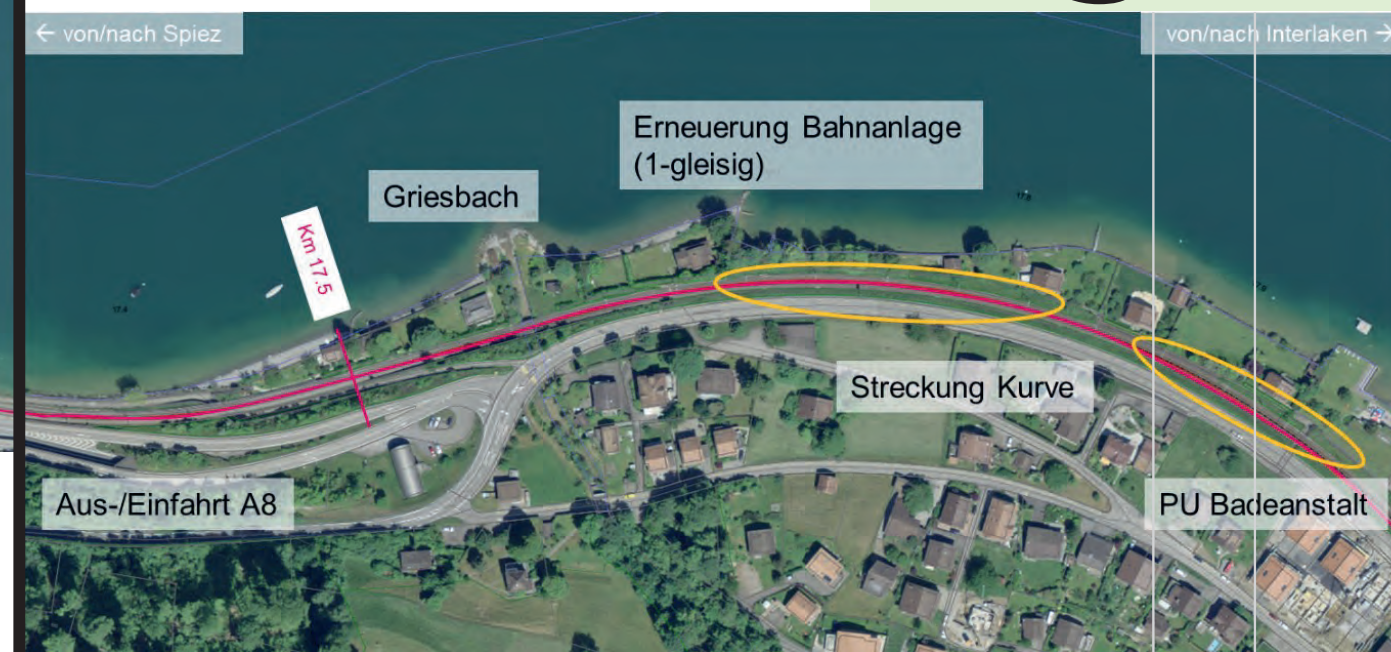 ← von/nach Spiez
von/nach Interlaken →
Erneuerung Bahnanlage
(1-gleisig)
Griesbach
Km 17.5
Streckung Kurve
Aus-/Einfahrt A8
PU Badeanstalt